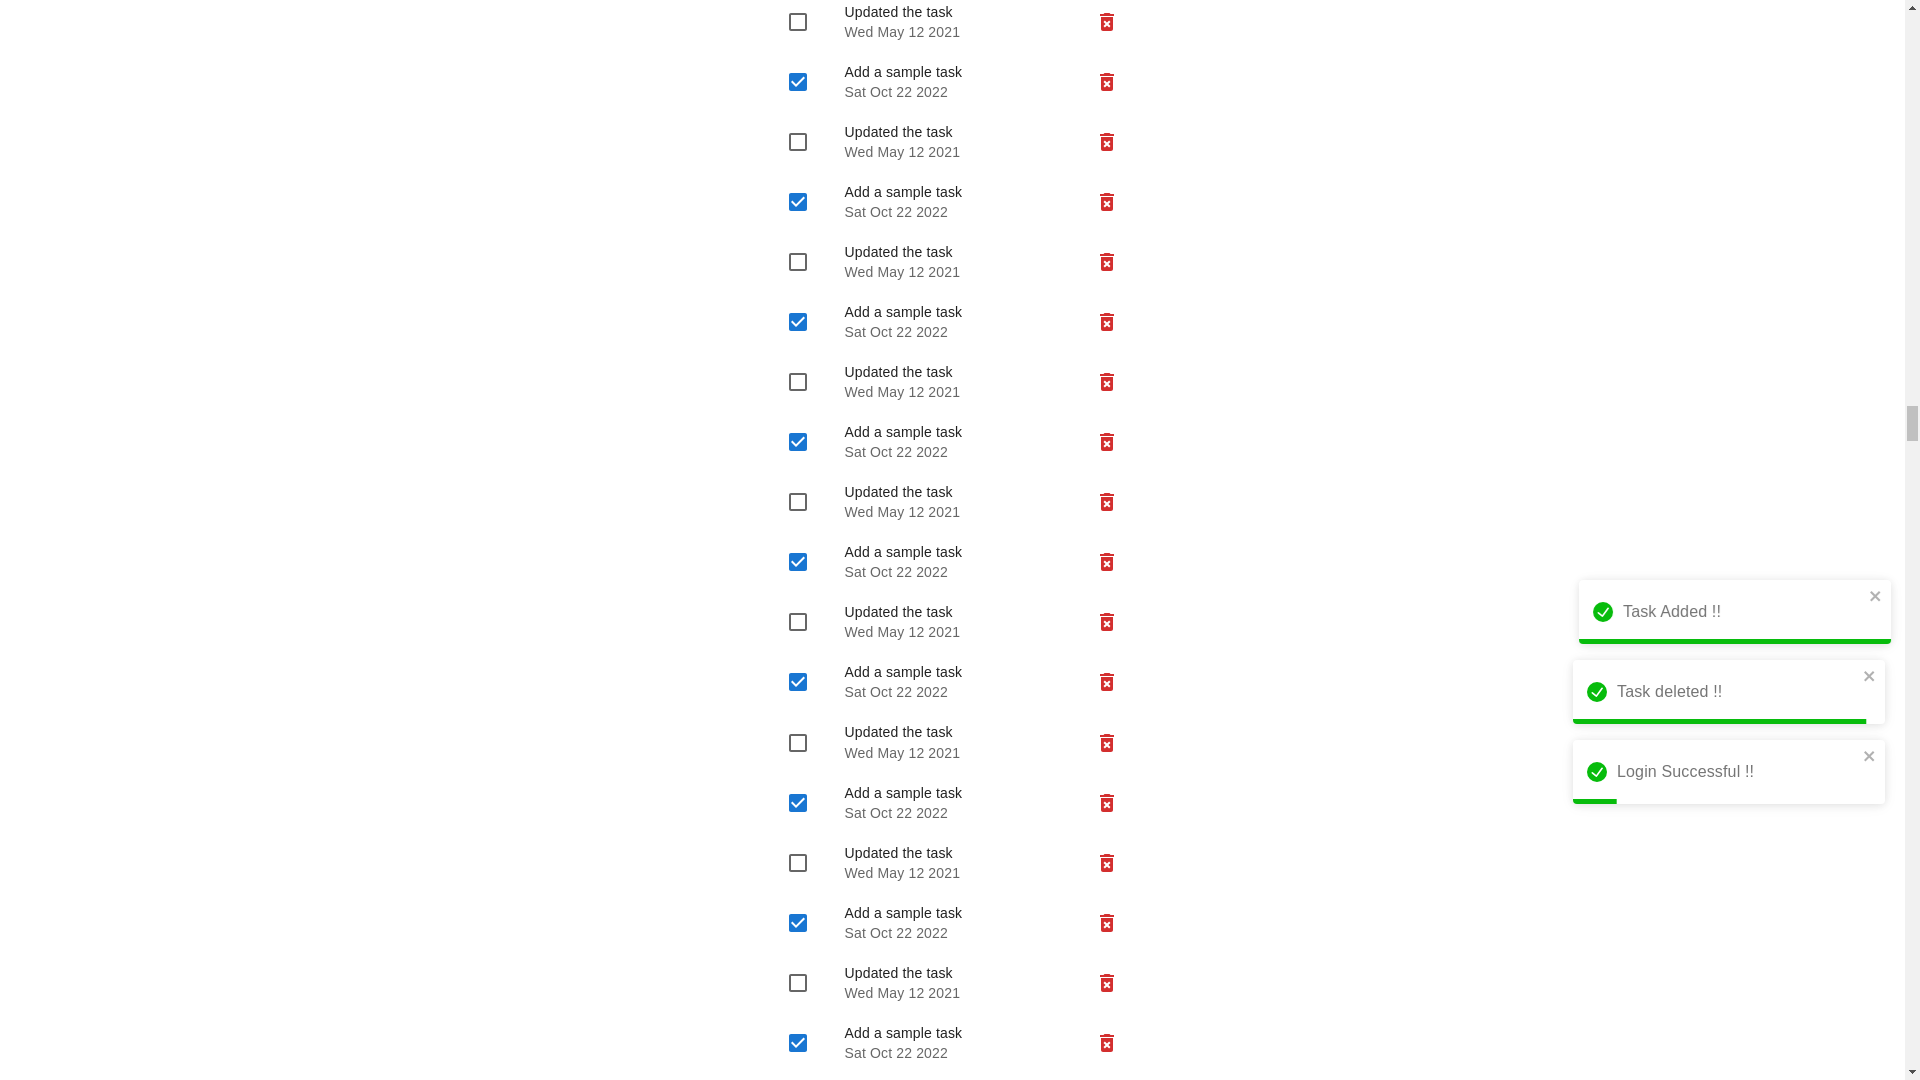 Updated the task
Wed May 12 2021
Add a sample task
Sat Oct 22 2022
Updated the task
Wed May 12 2021
Add a sample task
Sat Oct 22 2022
Updated the task
Wed May 12 2021
Add a sample task
Sat Oct 22 2022
Updated the task
Wed May 12 2021
Add a sample task
Sat Oct 22 2022
Updated the task
Wed May 12 2021
Add a sample task
Sat Oct 22 2022
Updated the task
Wed May 12 2021
Add a sample task
Sat Oct 22 2022
Updated the task
Wed May 12 2021
Add a sample task
Sat Oct 22 2022
Updated the task
Wed May 12 2021
Add a sample task
Sat Oct 22 2022
Updated the task
Wed May 12 2021
Add a sample task
Sat Oct 22 2022
Task Added !!
Task deleted !!
Login Successful !!